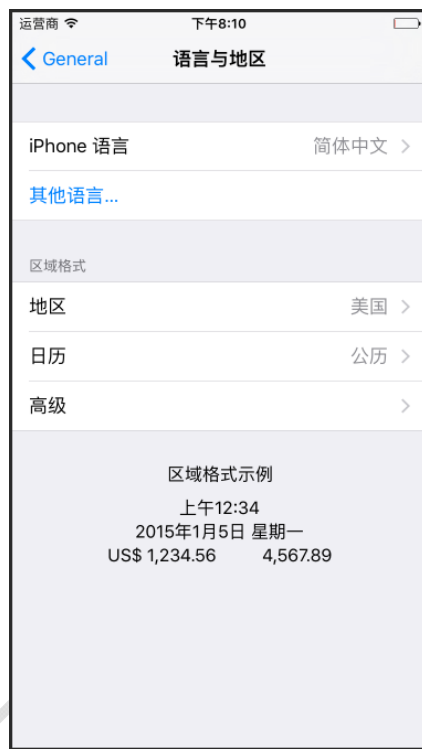 运营商 下午8:10
General 语言与地区
iPhone 语言 简体中文
其他语言...
区域格式
地区 美国
日历 公历
高级
区域格式示例
上午12:34
2015年1月5日 星期一
US$ 1,234.56 4,567.89